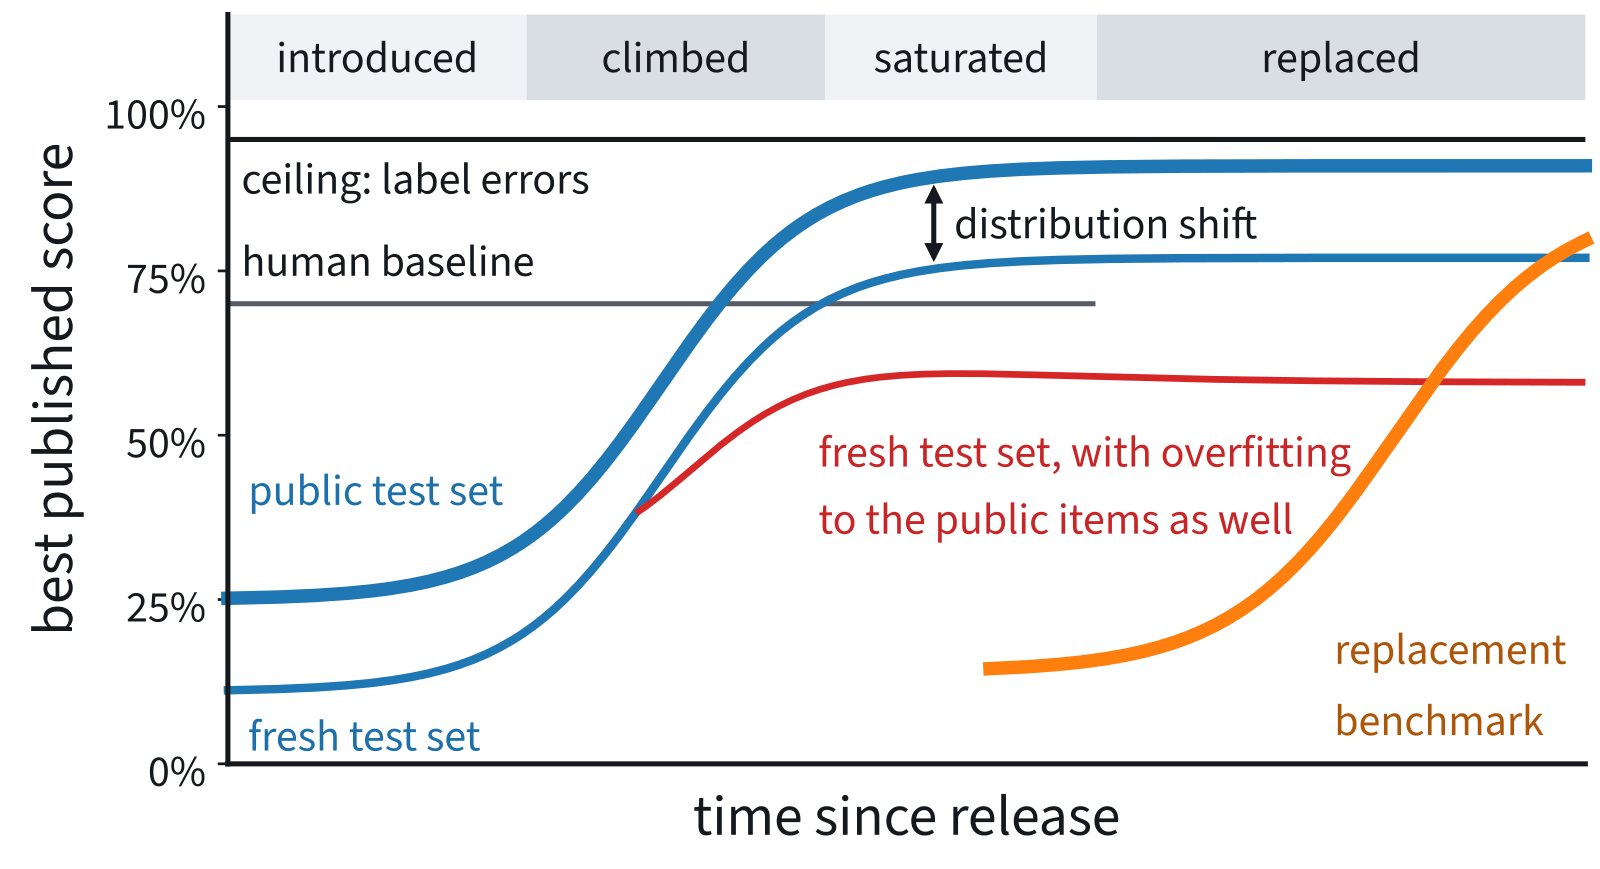 introduced
climbed
saturated
replaced
100%
75%
50%
25%
0%
best published score
ceiling: label errors
human baseline
distribution shift
public test set
fresh test set, with overfitting
to the public items as well
fresh test set
replacement
benchmark
time since release